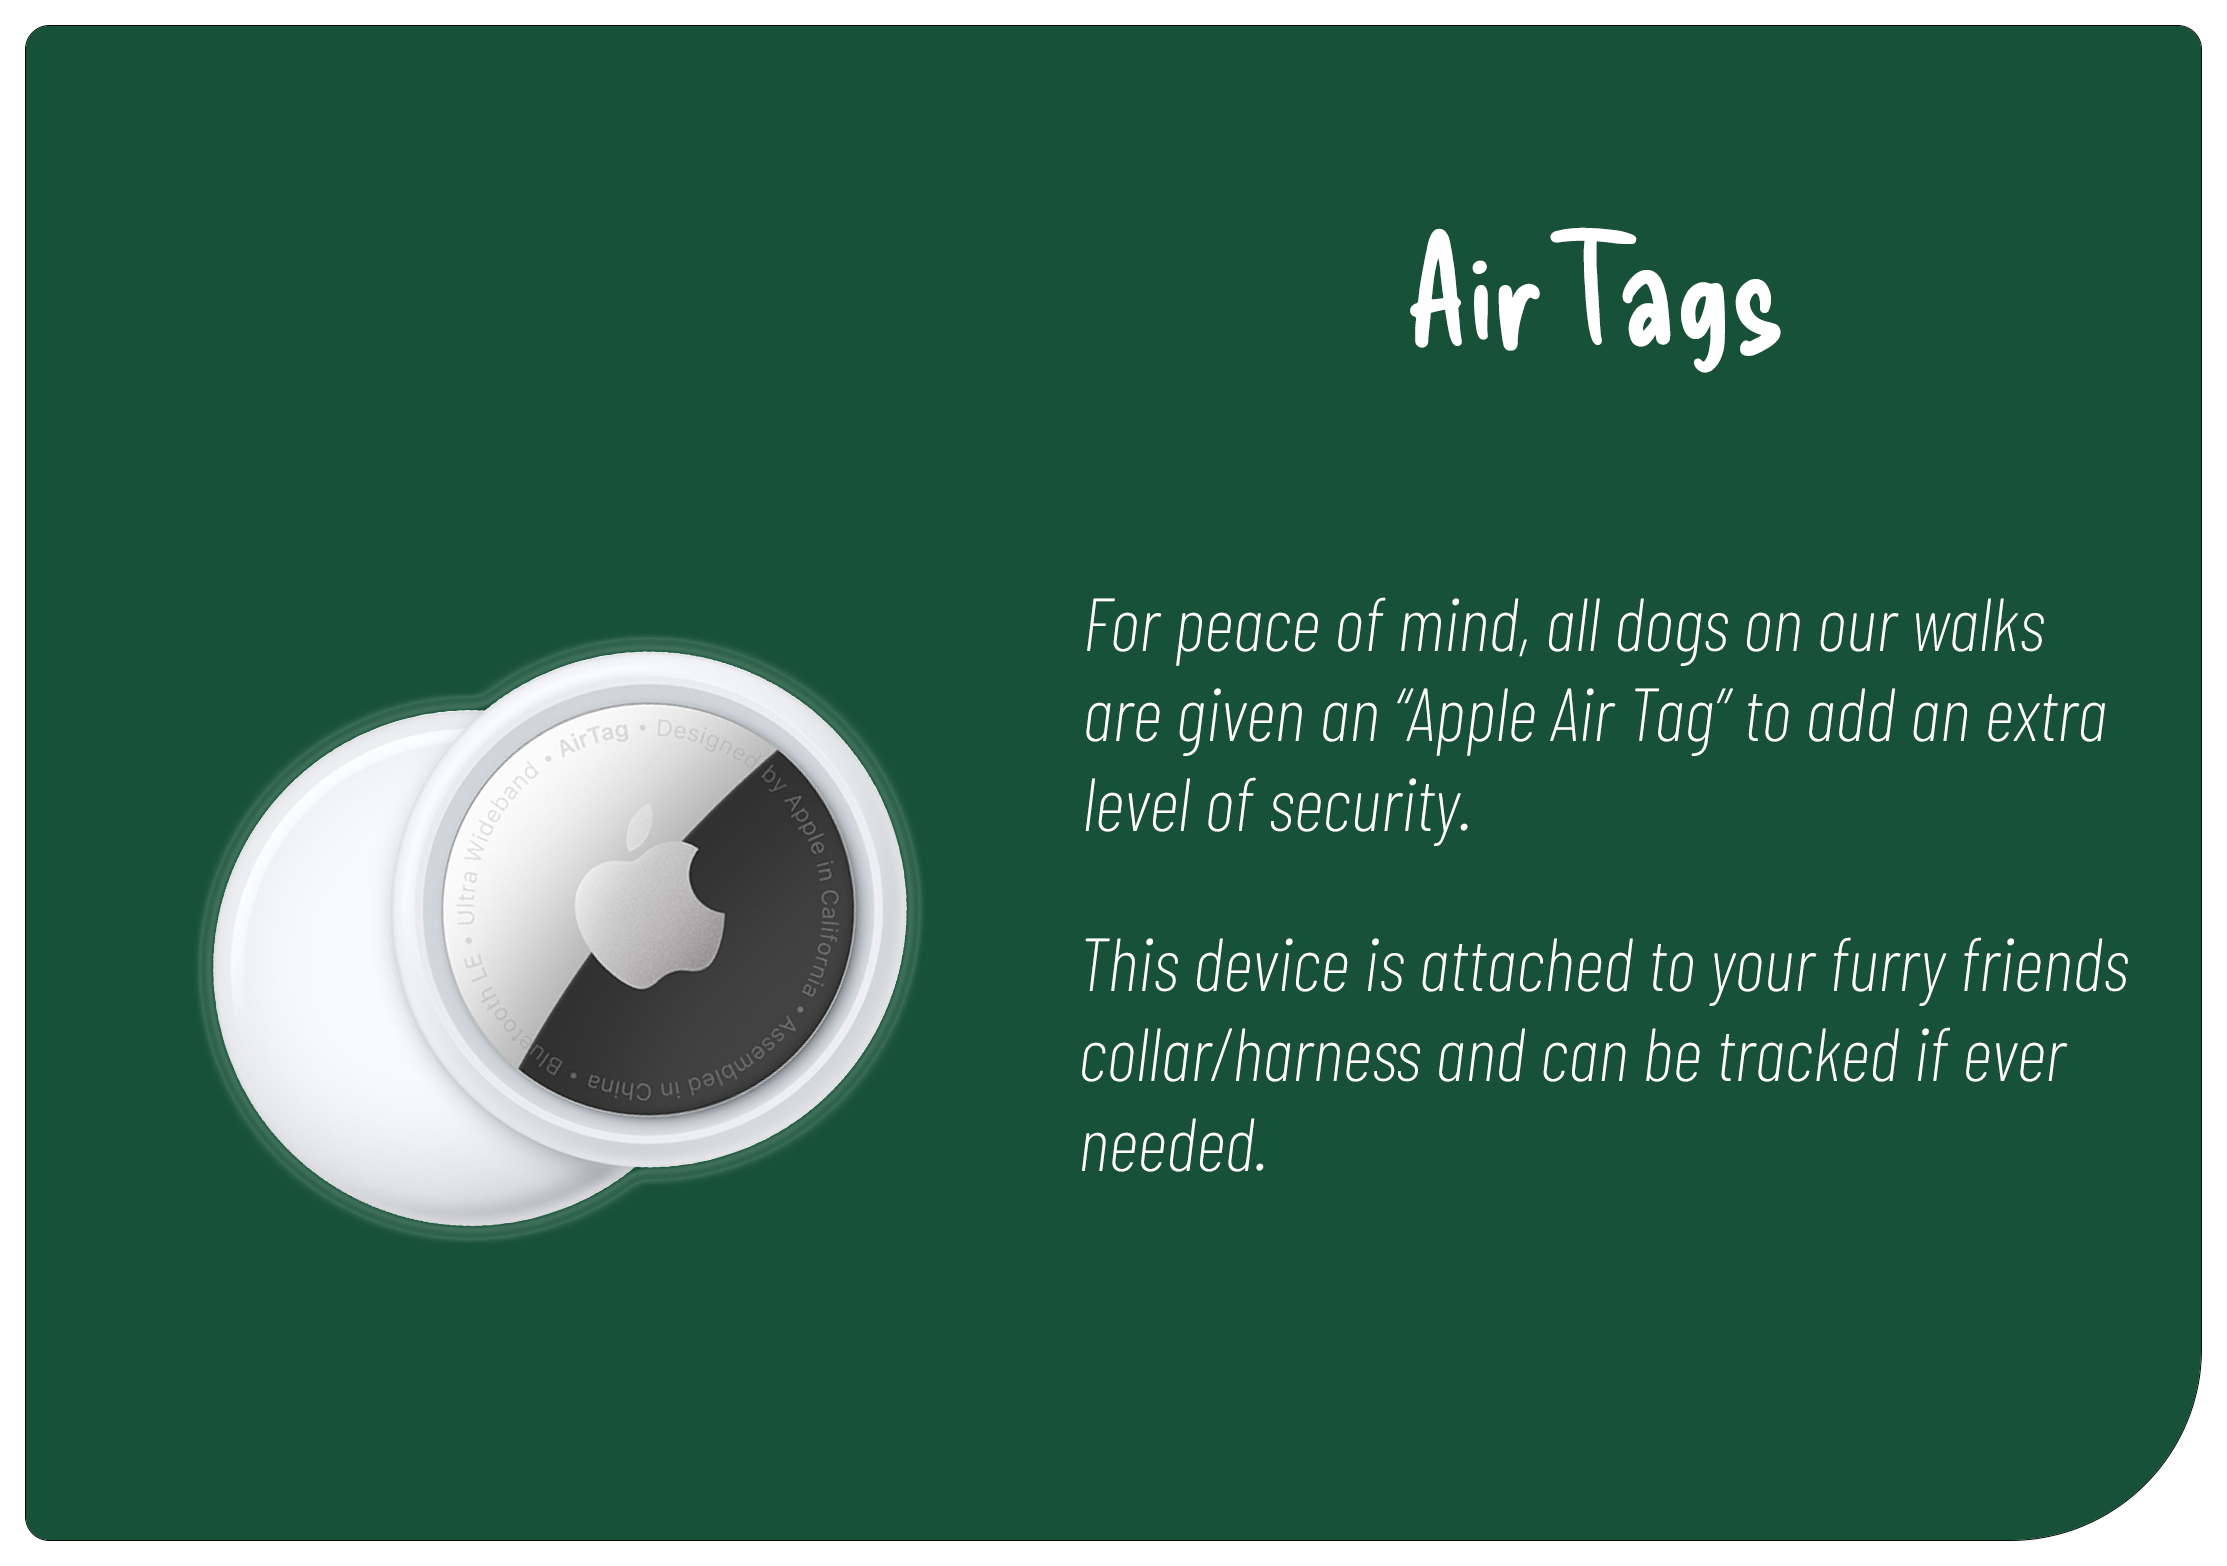 Air Tags
For peace of mind, all dogs on our walks
are given an “Apple Air Tag” to add an extra
level of security.
This device is attached to your furry friends
collar/harness and can be tracked if ever
needed.
• AirTag • Designed by Apple in California • Assembled in China • Bluetooth LE • Ultra Wideband